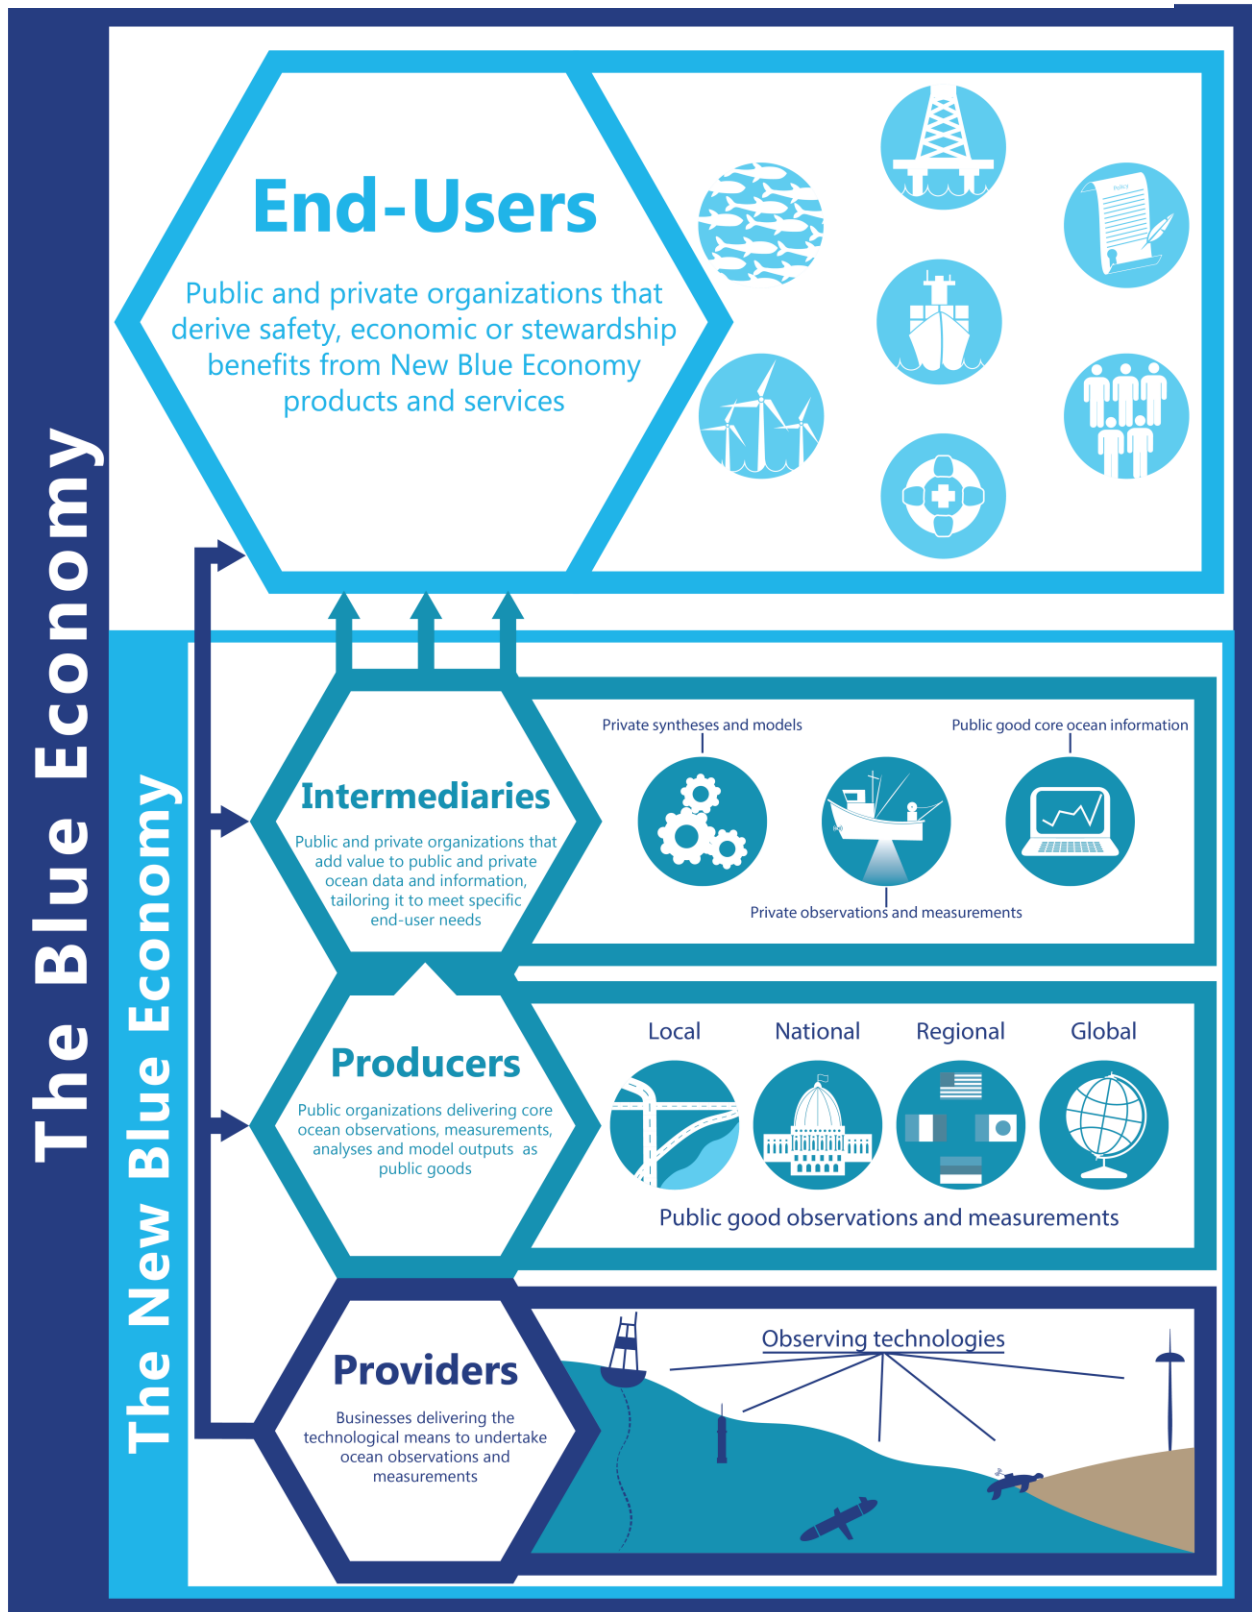 The Blue Economy
End-Users
Public and private organizations that
derive safety, economic or stewardship
benefits from New Blue Economy
products and services
Policy
The New Blue Economy
Intermediaries
Public and private organizations that
add value to public and private
ocean data and information,
tailoring it to meet specific
end-user needs
Private syntheses and models
Public good core ocean information
Private observations and measurements
Producers
Public organizations delivering core
ocean observations, measurements,
analyses and model outputs as
public goods
Local
National
Regional
Global
Public good observations and measurements
Providers
Businesses delivering the
technological means to undertake
ocean observations and
measurements
Observing technologies